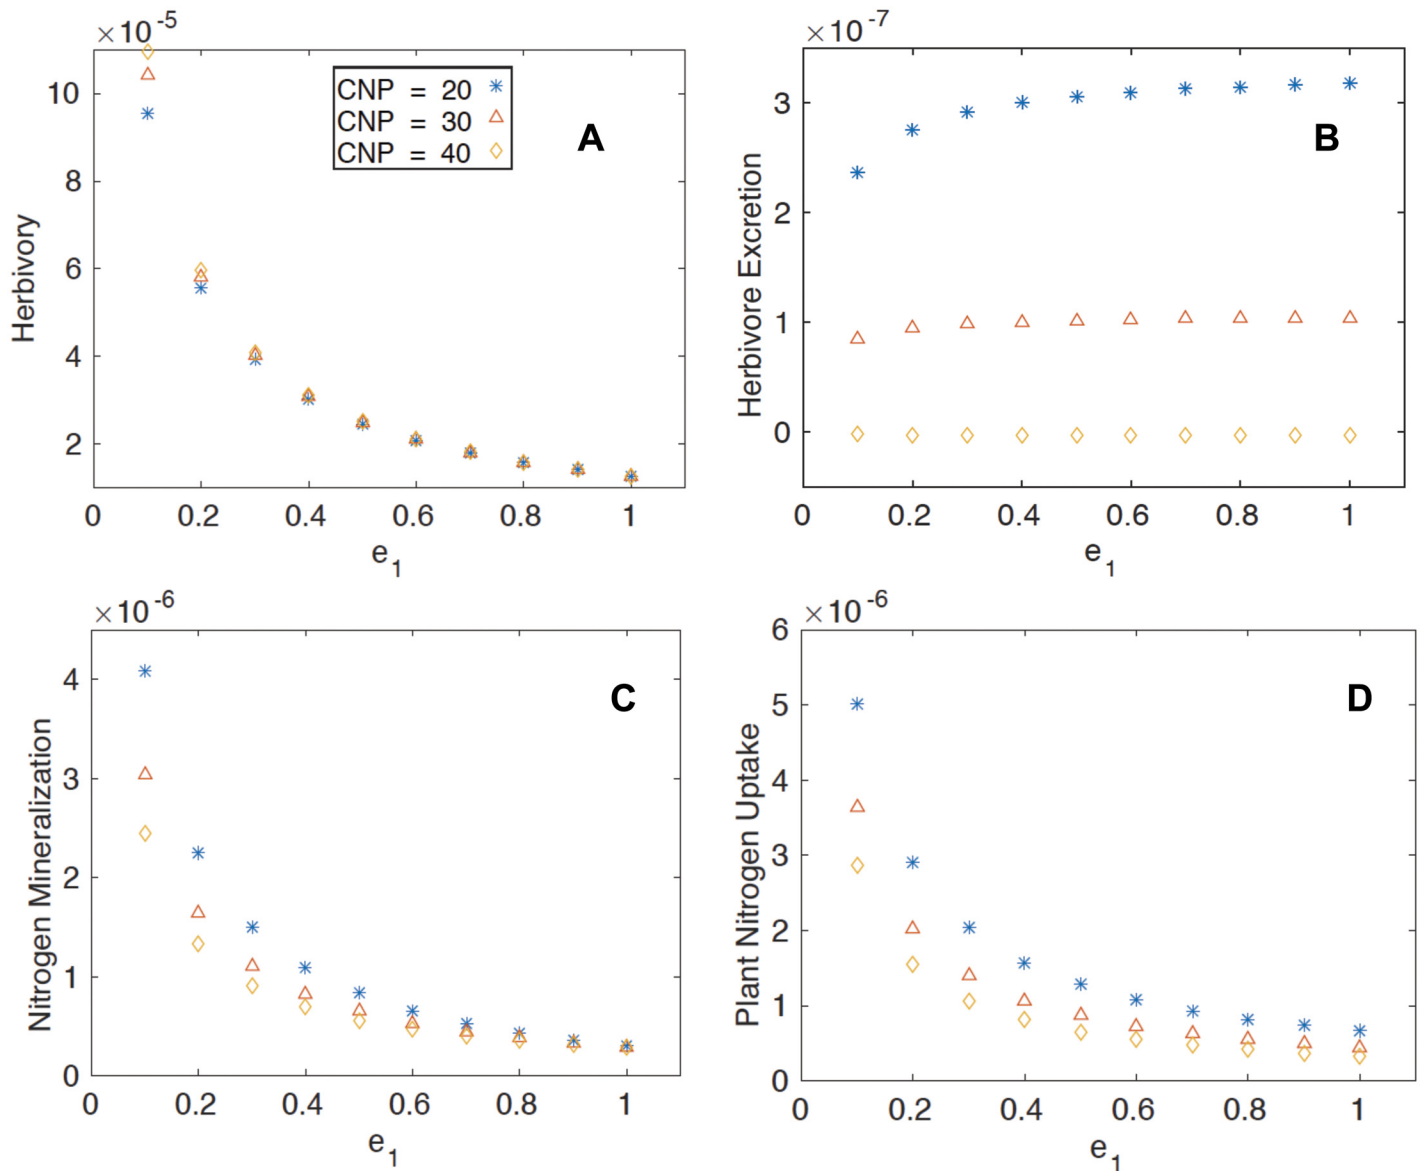 ×10^-5
Herbivory
10
8
6
4
2
CNP = 20
CNP = 30
CNP = 40
A
0 0.2 0.4 0.6 0.8 1
e_1
×10^-7
Herbivore Excretion
3
2
1
0
B
0 0.2 0.4 0.6 0.8 1
e_1
×10^-6
Nitrogen Mineralization
4
3
2
1
0
C
0 0.2 0.4 0.6 0.8 1
e_1
×10^-6
Plant Nitrogen Uptake
6
5
4
3
2
1
0
D
0 0.2 0.4 0.6 0.8 1
e_1